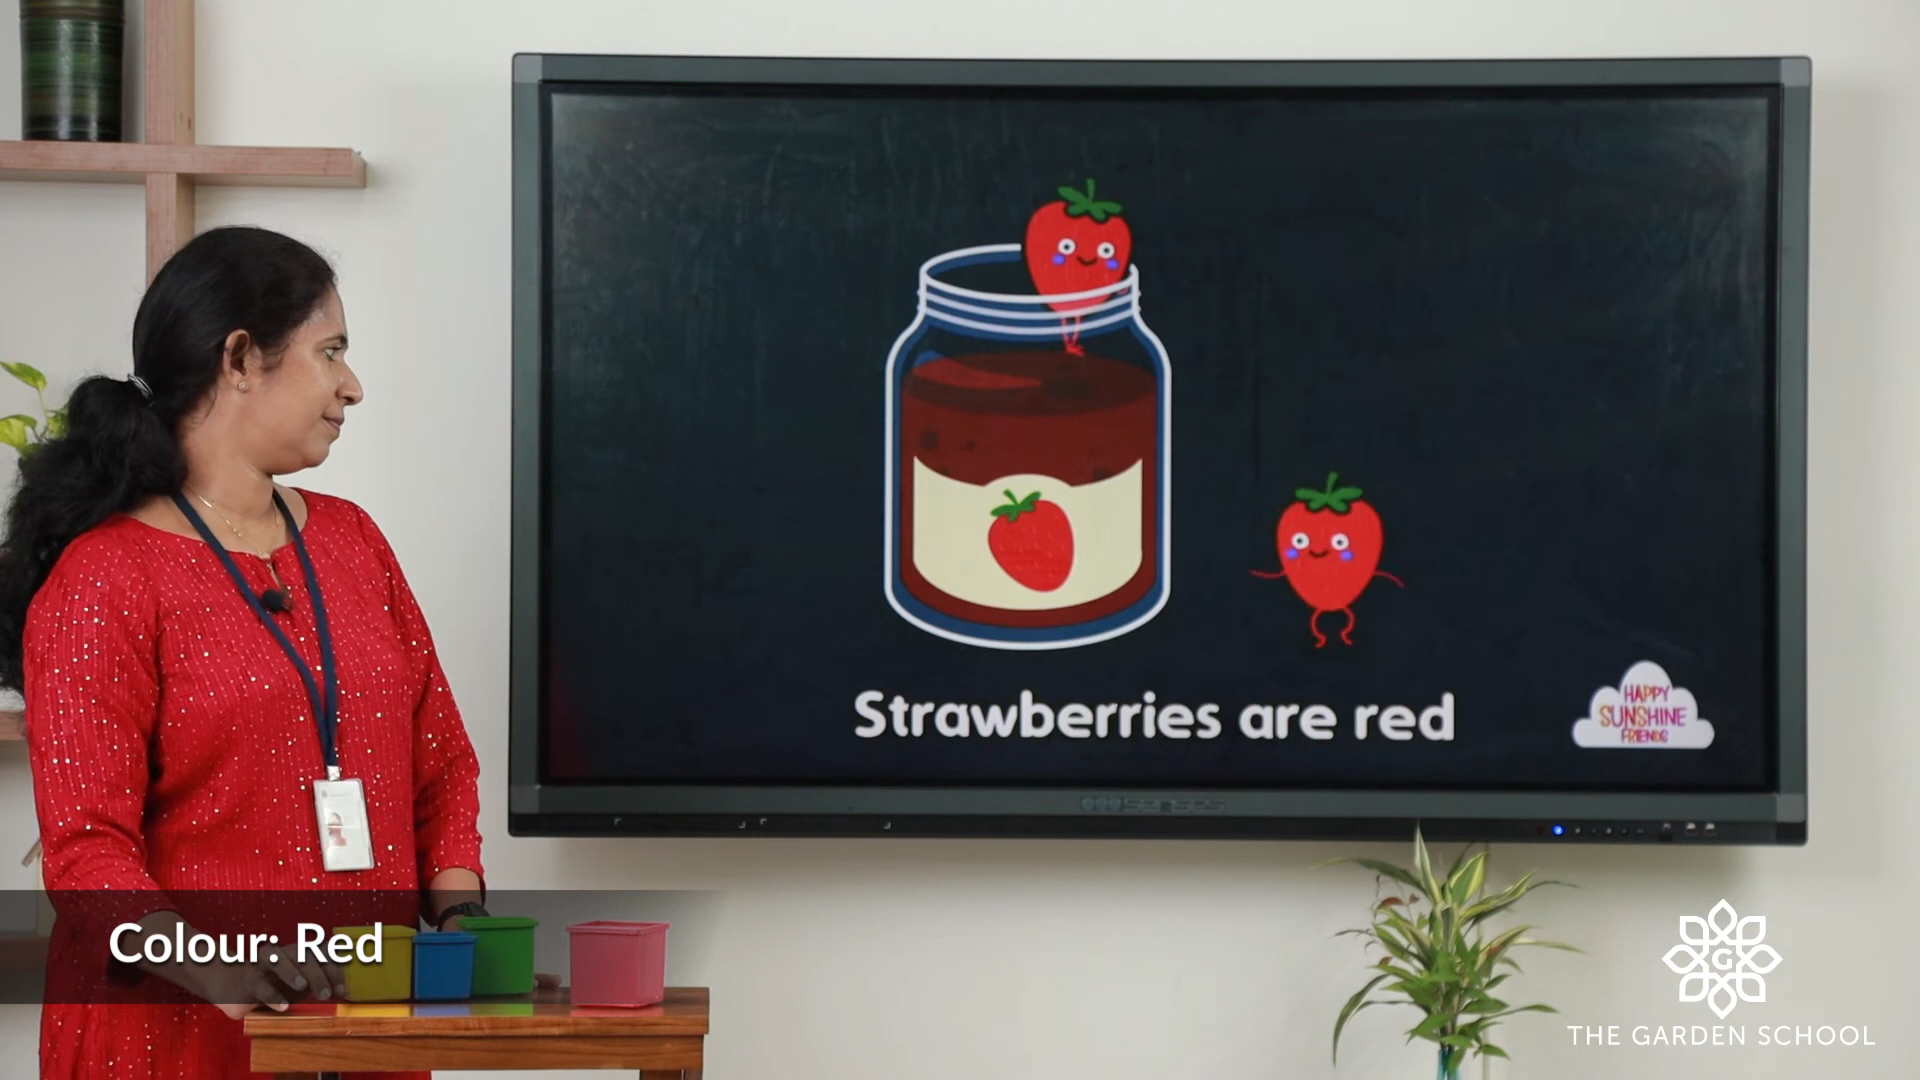 Strawberries are red
HAPPY
SUNSHINE
FRIENDS
Colour: Red
G
THE GARDEN SCHOOL